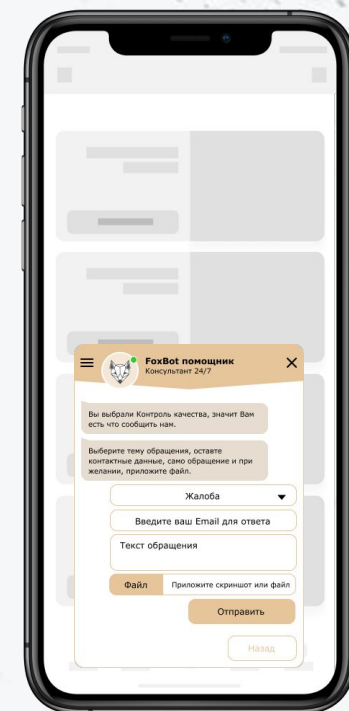 FoxBot помощник
Консультант 24/7
Вы выбрали Контроль качества, значит Вам
есть что сообщить нам.
Выберите тему обращения, оставте
контактные данные, само обращение и при
желании, приложите файл.
Жалоба
Введите ваш Email для ответа
Текст обращения
Файл Приложите скриншот или файл
Отправить
Назад